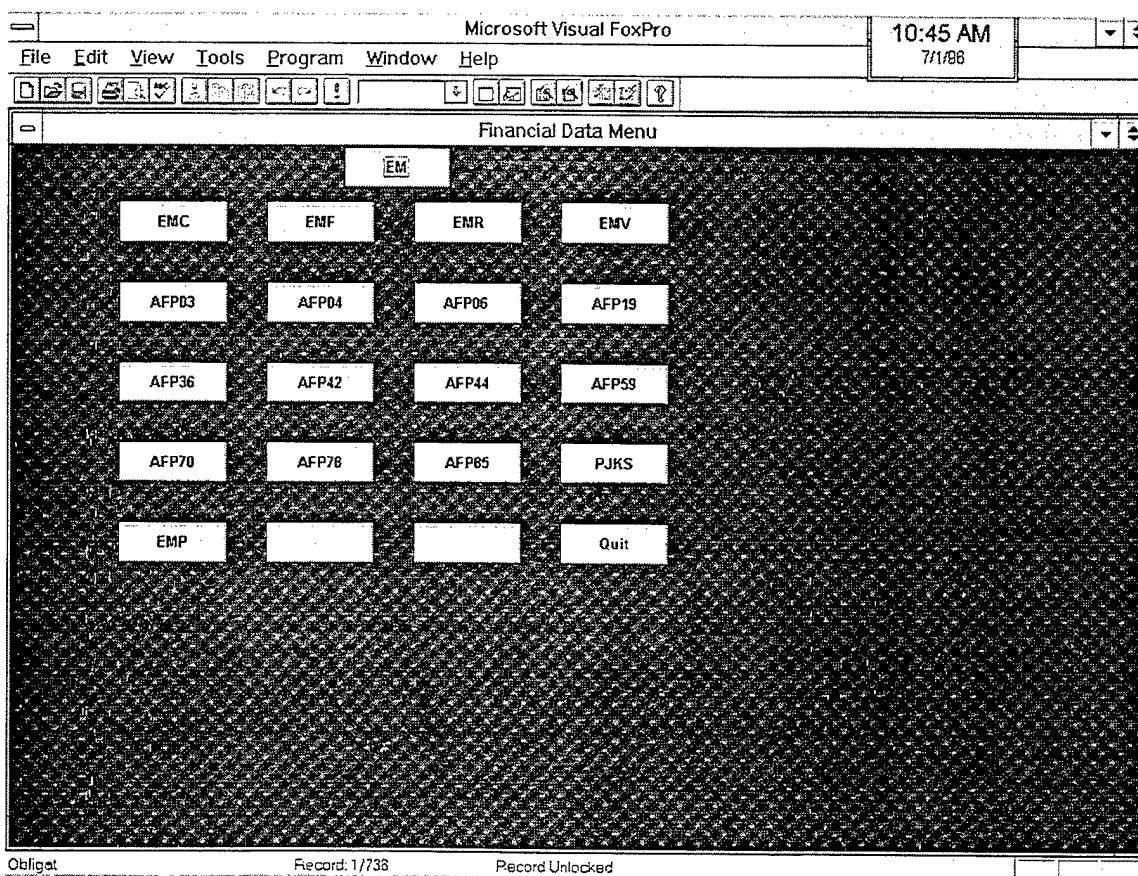 Microsoft Visual FoxPro
10:45 AM
7/1/96
File Edit View Tools Program Window Help
Financial Data Menu
EM
EMC EMF EMR EMV
AFP03 AFP04 AFP06 AFP19
AFP36 AFP42 AFP44 AFP59
AFP70 AFP76 AFP85 PJKS
EMP Quit
Obligat Record: 1/736 Record Unlocked